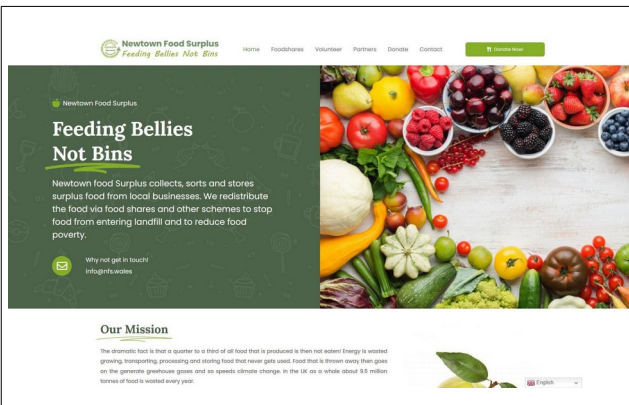 Newtown Food Surplus
Feeding Bellies Not Bins
Home Foodshares Volunteer Partners Donate Contact
Donate Now
Newtown Food Surplus
Feeding Bellies
Not Bins
Newtown food Surplus collects, sorts and stores
surplus food from local businesses. We redistribute
the food via food shares and other schemes to stop
food from entering landfill and to reduce food
poverty.
Why not get in touch!
info@nfs.wales
Our Mission
The dramatic fact is that a quarter to a third of all food that is produced is then not eaten! Energy is wasted
growing, transporting, processing and storing food that never gets used. Food that is thrown away then goes
on the generate greehouse gases and so speeds climate change. In the UK as a whole about 9.5 million
tonnes of food is wasted every year.
English